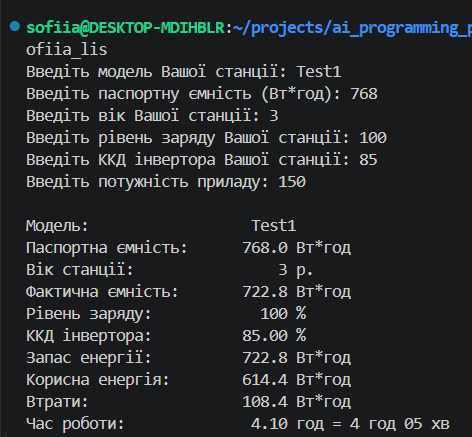 sofiia@DESKTOP-MDIHBLR:~/projects/ai_programming_p
ofiia_lis
Введіть модель Вашої станції: Test1
Введіть паспортну ємність (Вт*год): 768
Введіть вік Вашої станції: 3
Введіть рівень заряду Вашої станції: 100
Введіть ККД інвертора Вашої станції: 85
Введіть потужність приладу: 150
Модель: Test1
Паспортна ємність: 768.0 Вт*год
Вік станції: 3 р.
Фактична ємність: 722.8 Вт*год
Рівень заряду: 100 %
ККД інвертора: 85.00 %
Запас енергії: 722.8 Вт*год
Корисна енергія: 614.4 Вт*год
Втрати: 108.4 Вт*год
Час роботи: 4.10 год = 4 год 05 хв